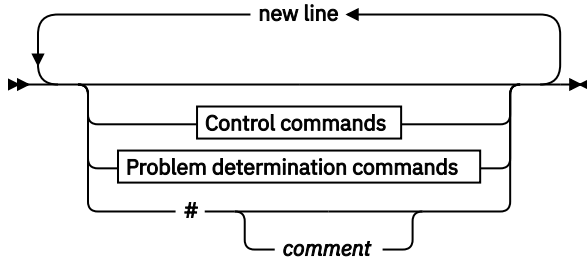 new line
Control commands
Problem determination commands
#
comment